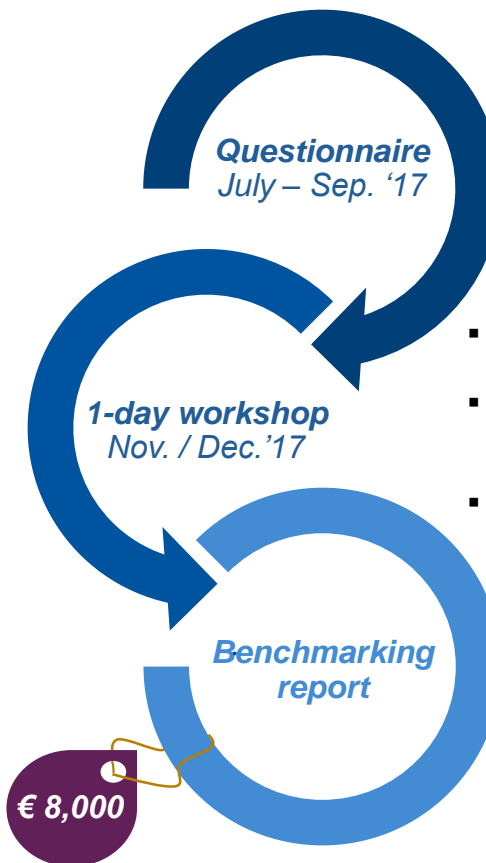 Questionnaire
July – Sep. ‘17
1-day workshop
Nov. / Dec.’17
Benchmarking
report
€ 8,000